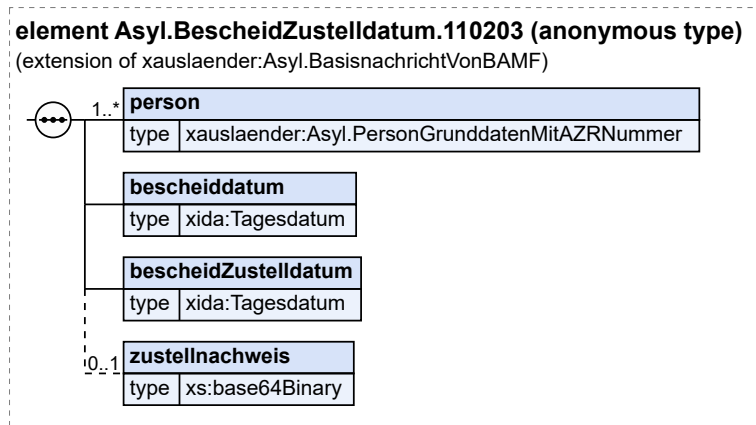 element Asyl.BescheidZustelldatum.110203 (anonymous type)
(extension of xauslaender:Asyl.BasisnachrichtVonBAMF)
1..* person
type xauslaender:Asyl.PersonGrunddatenMitAZRNummer
bescheiddatum
type xida:Tagesdatum
bescheidZustelldatum
type xida:Tagesdatum
0..1 zustellnachweis
type xs:base64Binary